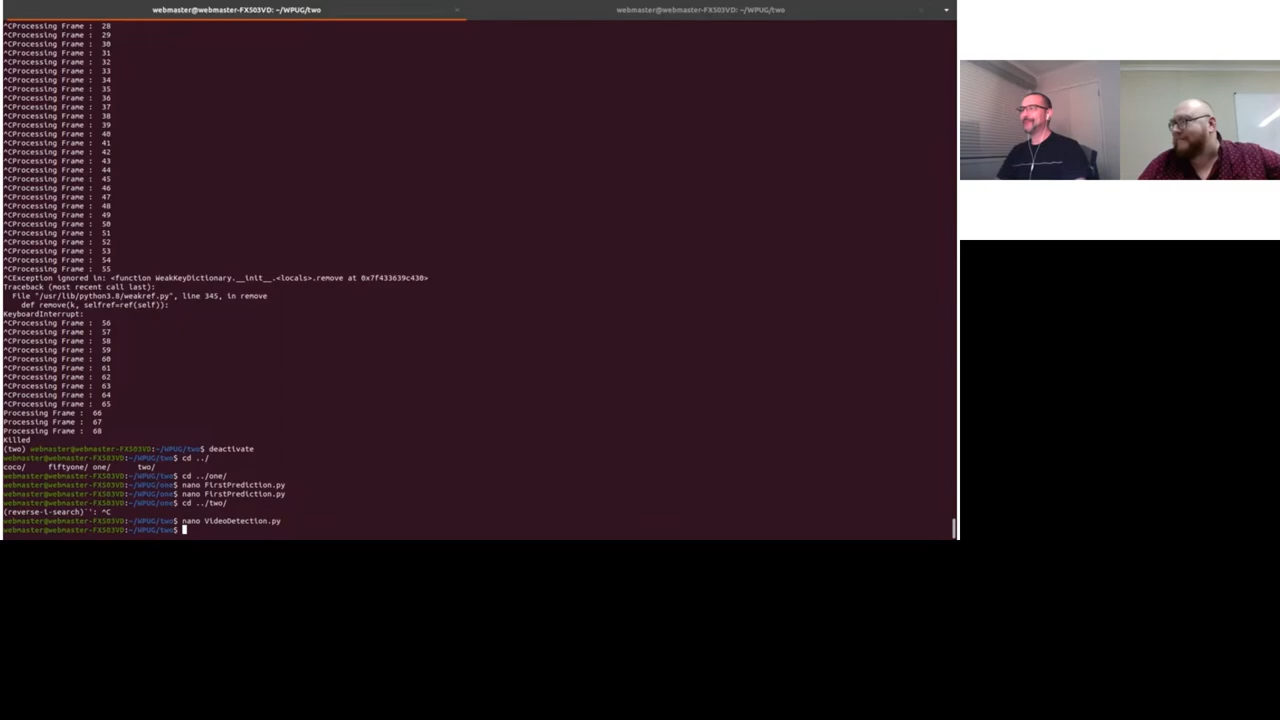 webmaster@webmaster-FX503VD: ~/WPUG/two
webmaster@webmaster-FX503VD: ~/WPUG/two
^CProcessing Frame :  28
^CProcessing Frame :  29
^CProcessing Frame :  30
^CProcessing Frame :  31
^CProcessing Frame :  32
^CProcessing Frame :  33
^CProcessing Frame :  34
^CProcessing Frame :  35
^CProcessing Frame :  36
^CProcessing Frame :  37
^CProcessing Frame :  38
^CProcessing Frame :  39
^CProcessing Frame :  40
^CProcessing Frame :  41
^CProcessing Frame :  42
^CProcessing Frame :  43
^CProcessing Frame :  44
^CProcessing Frame :  45
^CProcessing Frame :  46
^CProcessing Frame :  47
^CProcessing Frame :  48
^CProcessing Frame :  49
^CProcessing Frame :  50
^CProcessing Frame :  51
^CProcessing Frame :  52
^CProcessing Frame :  53
^CProcessing Frame :  54
^CProcessing Frame :  55
^CException ignored in: <function WeakKeyDictionary.__init__.<locals>.remove at 0x7f433639c430>
Traceback (most recent call last):
  File "/usr/lib/python3.8/weakref.py", line 345, in remove
    def remove(k, selfref=ref(self)):
KeyboardInterrupt:
^CProcessing Frame :  56
^CProcessing Frame :  57
^CProcessing Frame :  58
^CProcessing Frame :  59
^CProcessing Frame :  60
^CProcessing Frame :  61
^CProcessing Frame :  62
^CProcessing Frame :  63
^CProcessing Frame :  64
^CProcessing Frame :  65
Processing Frame :  66
Processing Frame :  67
Processing Frame :  68
Killed
(two) webmaster@webmaster-FX503VD:~/WPUG/two$ deactivate
webmaster@webmaster-FX503VD:~/WPUG/two$ cd ../
coco/     fiftyone/ one/      two/
webmaster@webmaster-FX503VD:~/WPUG/two$ cd ../one/
webmaster@webmaster-FX503VD:~/WPUG/one$ nano FirstPrediction.py
webmaster@webmaster-FX503VD:~/WPUG/one$ nano FirstPrediction.py
webmaster@webmaster-FX503VD:~/WPUG/one$ cd ../two/
(reverse-i-search)`': ^C
webmaster@webmaster-FX503VD:~/WPUG/two$ nano VideoDetection.py
webmaster@webmaster-FX503VD:~/WPUG/two$